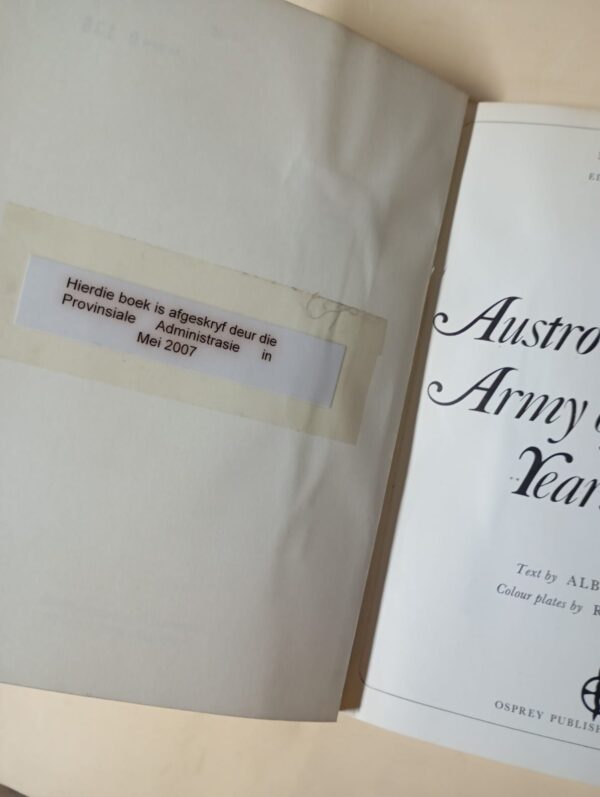 Hierdie boek is afgeskryf deur die
Provinsiale Administrasie in
Mei 2007
Austro
Army
Year
Text by ALB
Colour plates by R
OSPREY PUBLISH